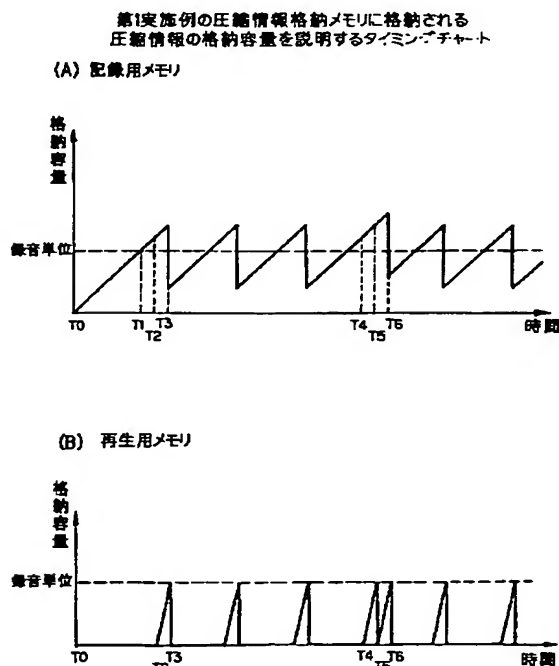 第1実施例の圧縮情報格納メモリに格納される
圧縮情報の格納容量を説明するタイミングチャート
(A) 記録用メモリ
格納容量
録音単位
T0 T1 T2 T3 T4 T5 T6
時間
(B) 再生用メモリ
格納容量
録音単位
T0 T3 T4 T6
時間